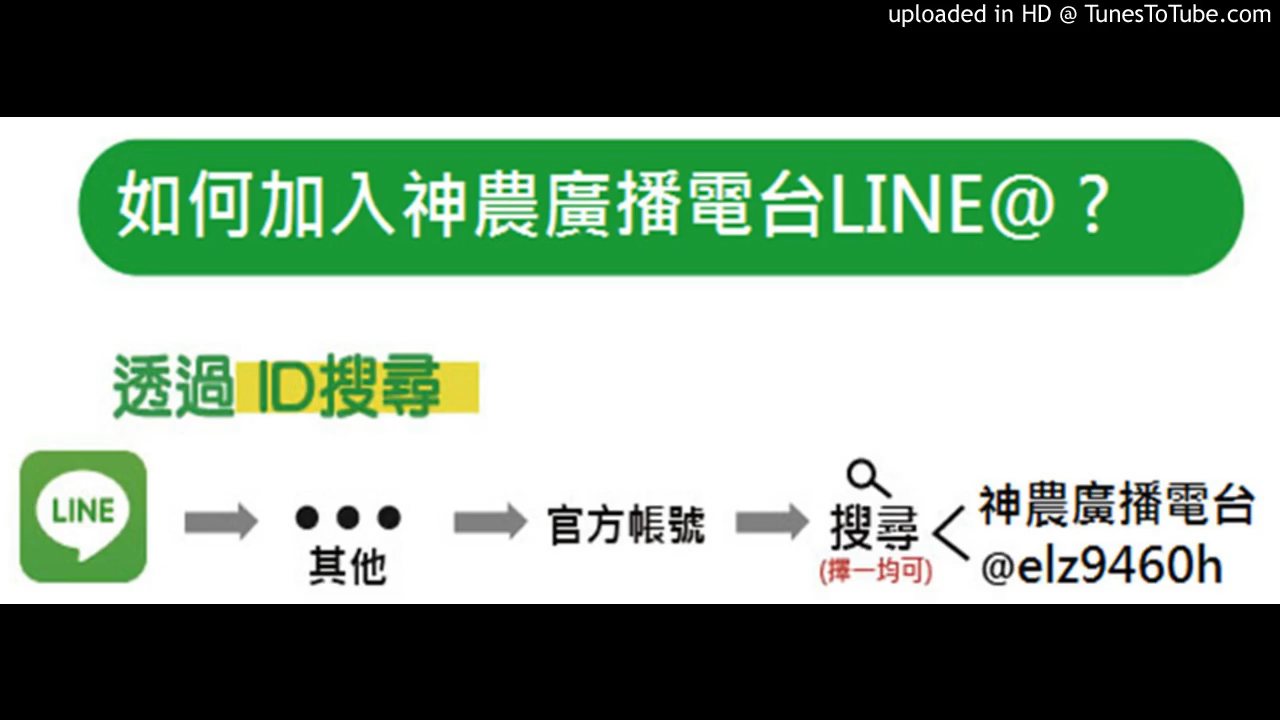 uploaded in HD @ TunesToTube.com
如何加入神農廣播電台LINE@？
透過 ID搜尋
LINE
其他
官方帳號
搜尋
(擇一均可)
神農廣播電台
@elz9460h